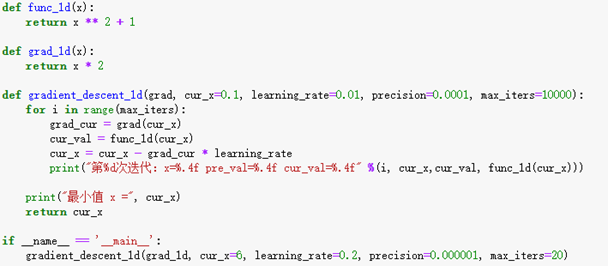 def func_1d(x):
    return x ** 2 + 1
def grad_1d(x):
    return x * 2
def gradient_descent_1d(grad, cur_x=0.1, learning_rate=0.01, precision=0.0001, max_iters=10000):
    for i in range(max_iters):
        grad_cur = grad(cur_x)
        cur_val = func_1d(cur_x)
        cur_x = cur_x - grad_cur * learning_rate
        print("第%d次迭代: x=%.4f pre_val=%.4f cur_val=%.4f" %(i, cur_x,cur_val, func_1d(cur_x)))
    print("最小值 x =", cur_x)
    return cur_x
if __name__ == '__main__':
    gradient_descent_1d(grad_1d, cur_x=6, learning_rate=0.2, precision=0.000001, max_iters=20)